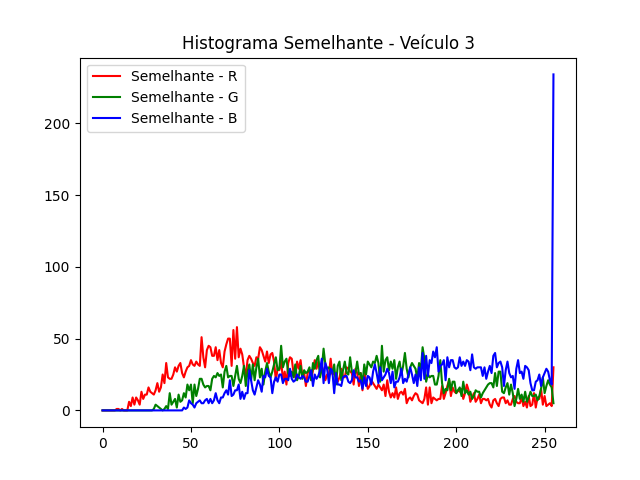 Histograma Semelhante - Veículo 3
Semelhante - R
Semelhante - G
Semelhante - B
200
150
100
50
0
0 50 100 150 200 250